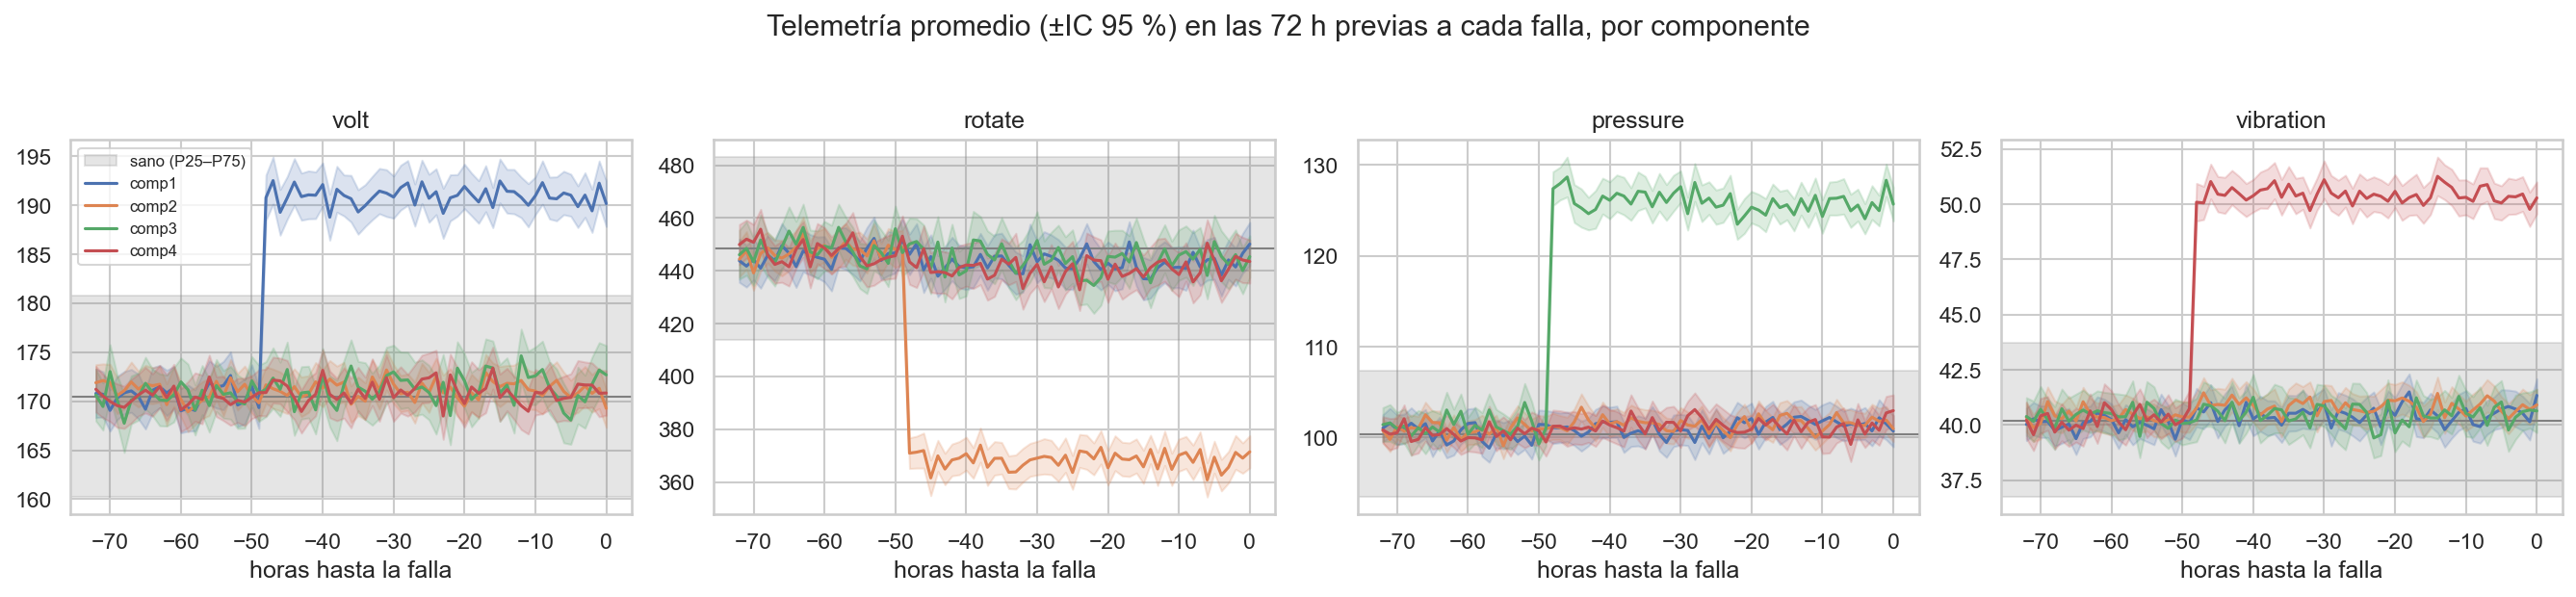 Telemetría promedio (±IC 95 %) en las 72 h previas a cada falla, por componente
volt
195
190
185
180
175
170
165
160
sano (P25–P75)
comp1
comp2
comp3
comp4
−70 −60 −50 −40 −30 −20 −10 0
horas hasta la falla
rotate
480
460
440
420
400
380
360
−70 −60 −50 −40 −30 −20 −10 0
horas hasta la falla
pressure
130
120
110
100
−70 −60 −50 −40 −30 −20 −10 0
horas hasta la falla
vibration
52.5
50.0
47.5
45.0
42.5
40.0
37.5
−70 −60 −50 −40 −30 −20 −10 0
horas hasta la falla